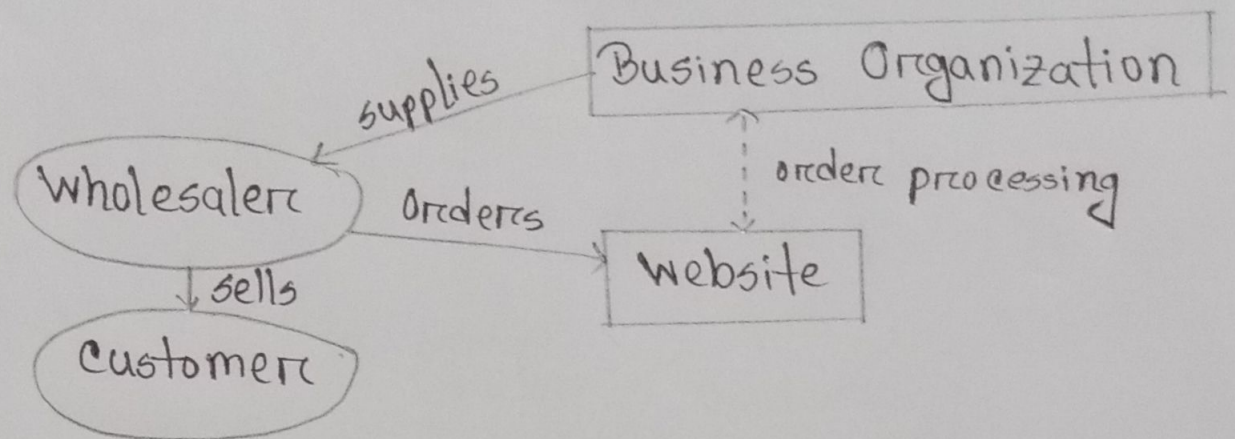 Business Organization
supplies
order processing
Wholesaler
orders
Website
sells
Customer